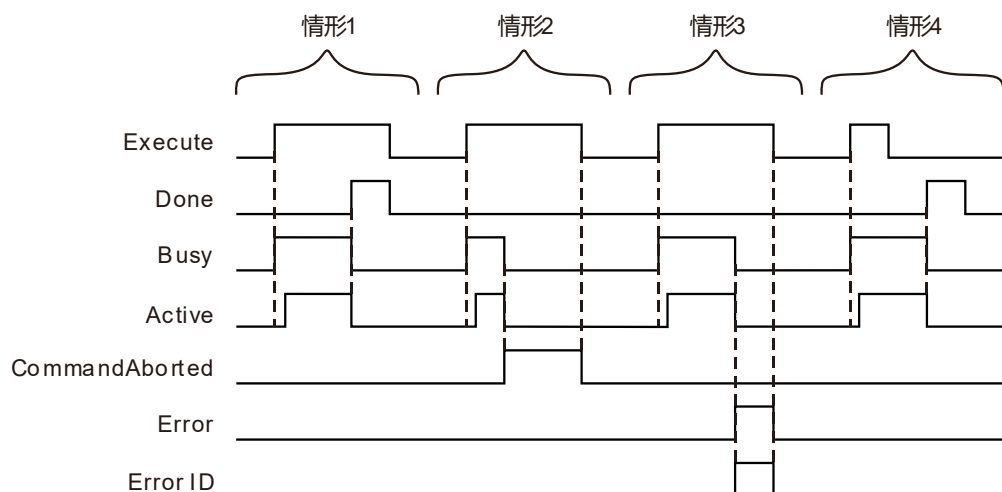 情形1 情形2 情形3 情形4
Execute
Done
Busy
Active
CommandAborted
Error
Error ID